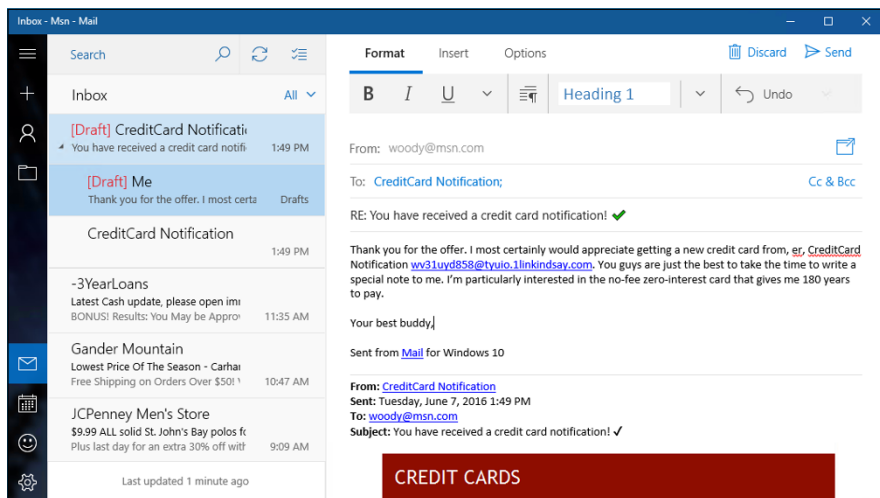 Inbox - Msn - Mail
Search
Inbox
All
[Draft] CreditCard Notificati
You have received a credit card notifi 1:49 PM
[Draft] Me
Thank you for the offer. I most certa Drafts
CreditCard Notification
1:49 PM
-3YearLoans
Latest Cash update, please open imr
BONUS! Results: You May be Approv 11:35 AM
Gander Mountain
Lowest Price Of The Season - Carhar
Free Shipping on Orders Over $50! 10:47 AM
JCPenney Men's Store
$9.99 ALL solid St. John's Bay polos fo
Plus last day for an extra 30% off with 9:09 AM
Last updated 1 minute ago
Format Insert Options Discard Send
B I U Heading 1 Undo
From: woody@msn.com
To: CreditCard Notification; Cc & Bcc
RE: You have received a credit card notification! ✔
Thank you for the offer. I most certainly would appreciate getting a new credit card from, er, CreditCard
Notification wv31uyd858@tyuio.1linkindsay.com. You guys are just the best to take the time to write a
special note to me. I'm particularly interested in the no-fee zero-interest card that gives me 180 years
to pay.
Your best buddy,
Sent from Mail for Windows 10
From: CreditCard Notification
Sent: Tuesday, June 7, 2016 1:49 PM
To: woody@msn.com
Subject: You have received a credit card notification! ✓
CREDIT CARDS